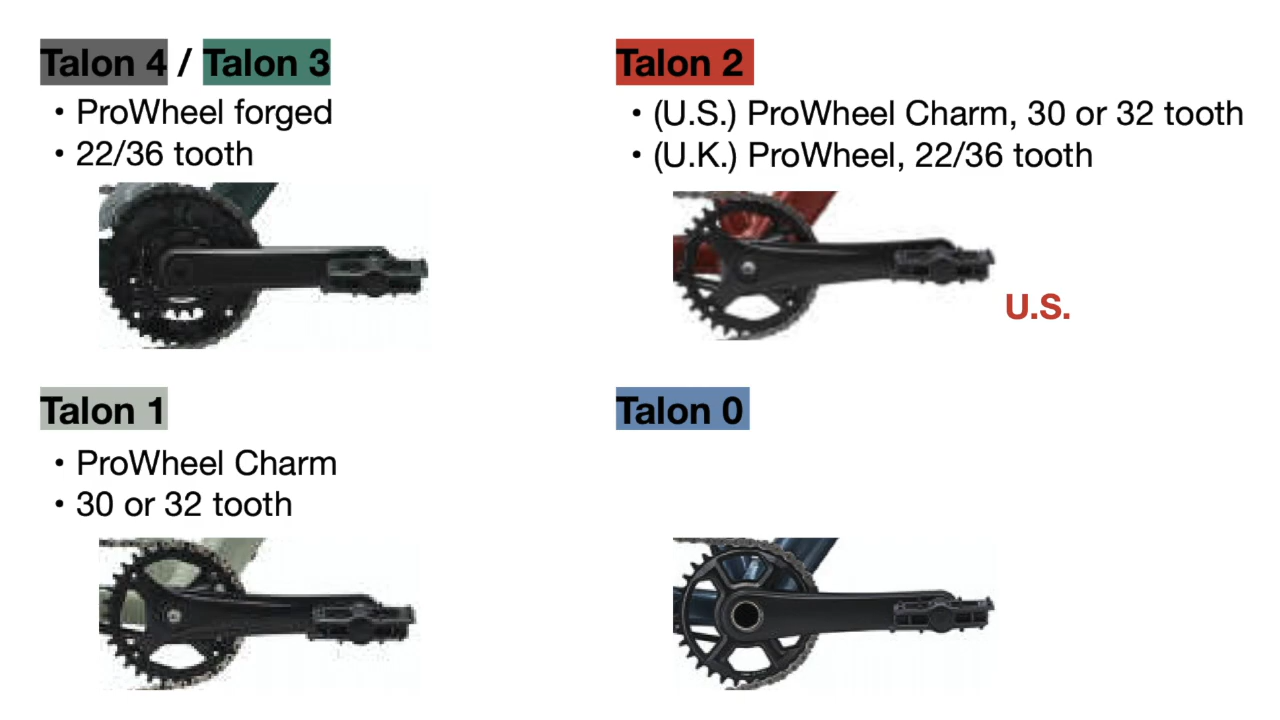 Talon 4 / Talon 3
• ProWheel forged
• 22/36 tooth
Talon 2
• (U.S.) ProWheel Charm, 30 or 32 tooth
• (U.K.) ProWheel, 22/36 tooth
U.S.
Talon 1
• ProWheel Charm
• 30 or 32 tooth
Talon 0